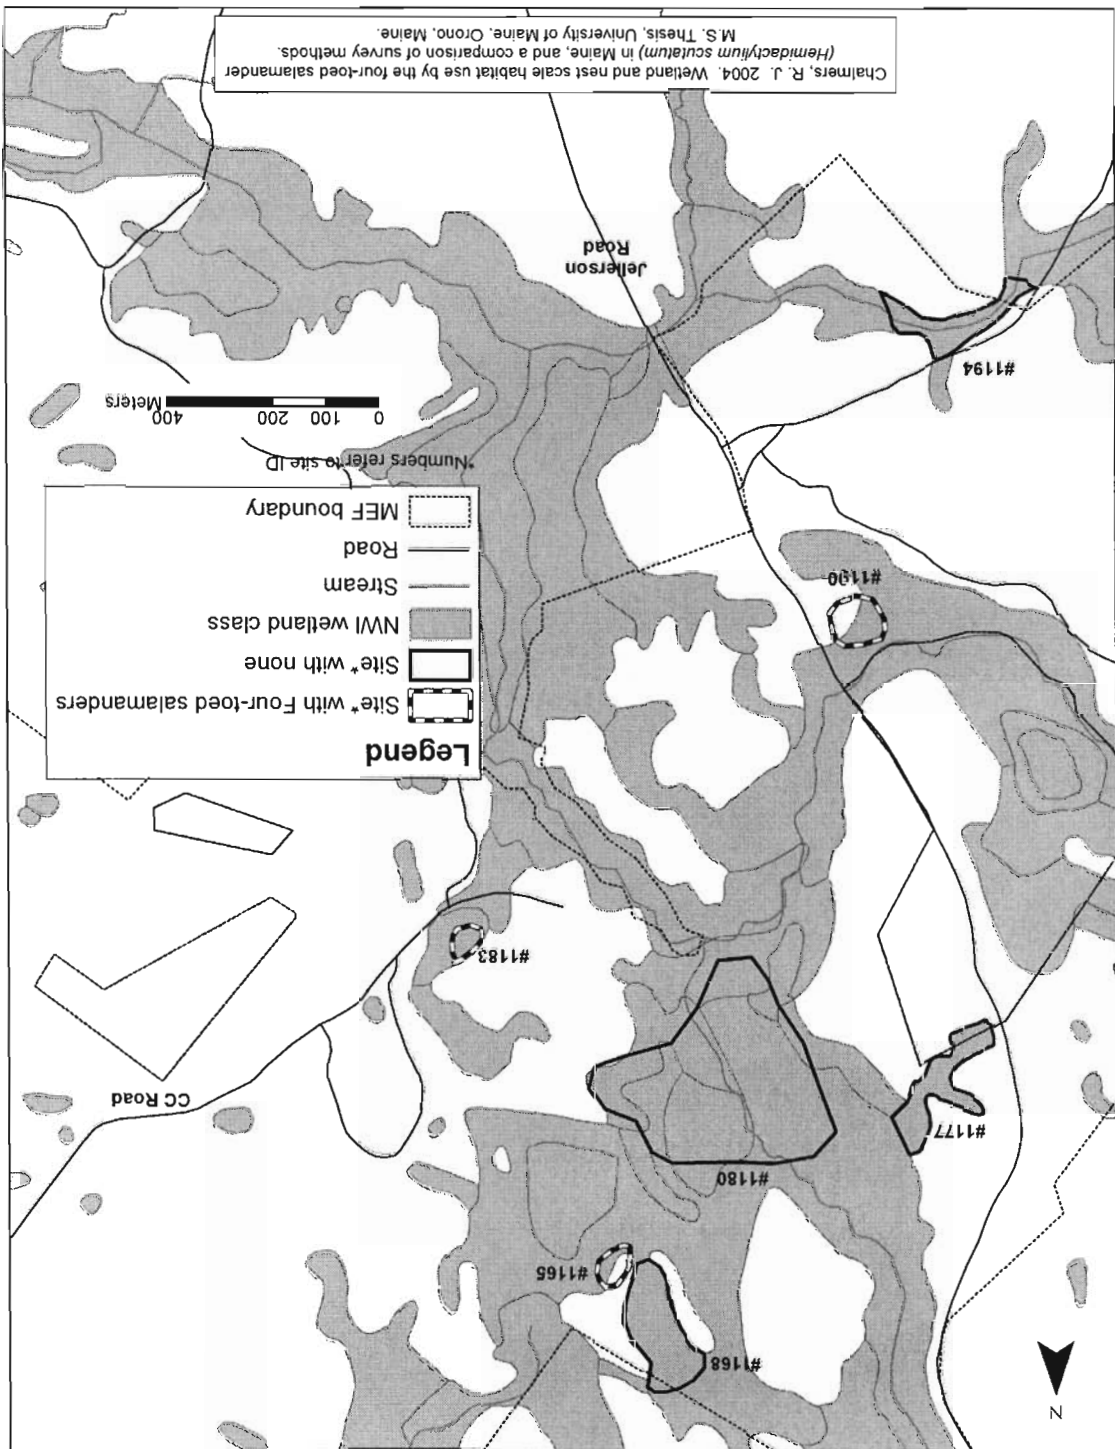 N
#1168
#1165
#1180
#1177
CC Road
#1183
Legend
Site* with Four-toed salamanders
Site* with none
NWI wetland class
Stream
Road
MEF boundary
*Numbers refer to site ID
0 100 200 400
Meters
#1190
#1194
Jefferson
Road
Chalmers, R. J. 2004. Wetland and nest scale habitat use by the four-toed salamander
(Hemidactylium scutatum) in Maine, and a comparison of survey methods.
M.S. Thesis, University of Maine, Orono, Maine.